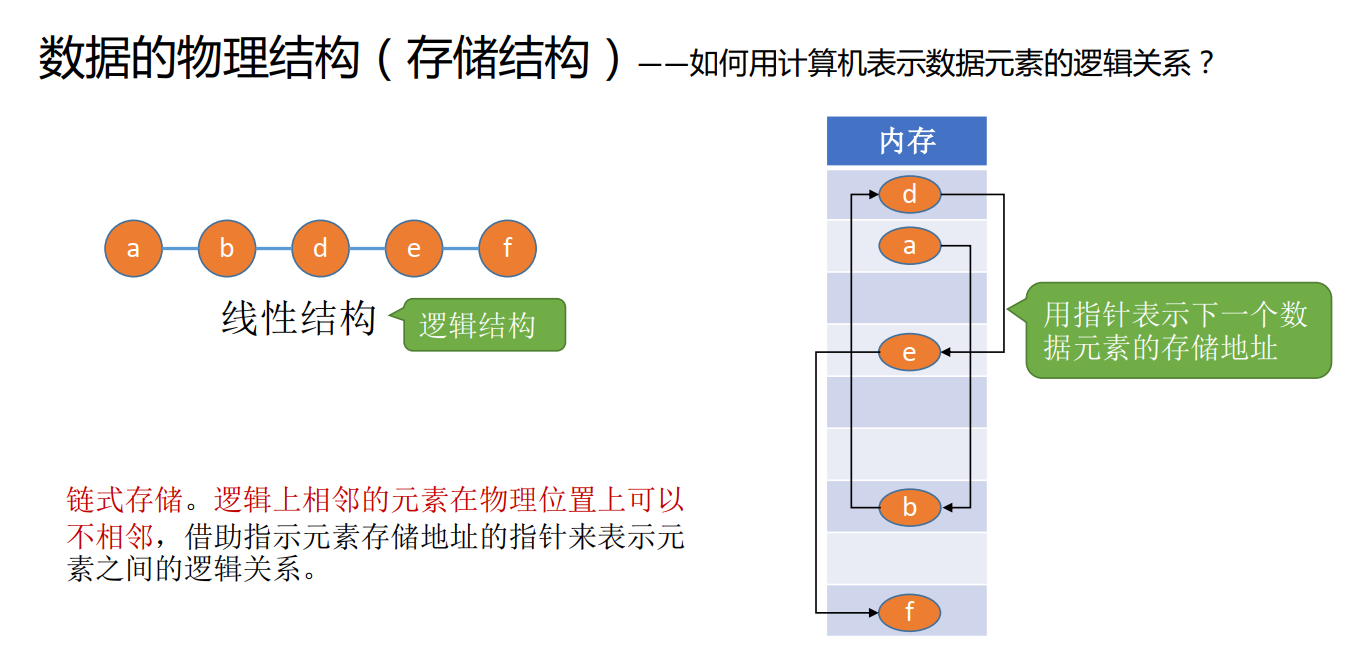 数据的物理结构（存储结构）——如何用计算机表示数据元素的逻辑关系？
a b d e f
线性结构
逻辑结构
链式存储。逻辑上相邻的元素在物理位置上可以
不相邻，借助指示元素存储地址的指针来表示元
素之间的逻辑关系。
内存
d
a
e
b
f
用指针表示下一个数
据元素的存储地址